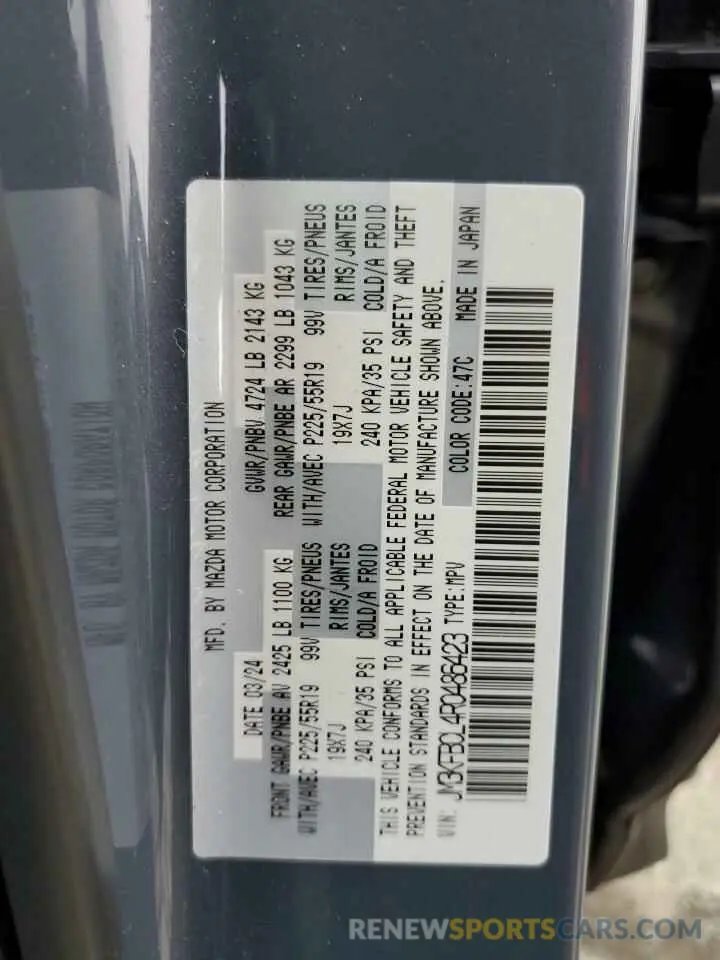 MFD. BY MAZDA MOTOR CORPORATION
DATE 03/24 GVWR/PNBV 4724 LB 2143 KG
FRONT GAWR/PNBE AV 2425 LB 1100 KG REAR GAWR/PNBE AR 2299 LB 1043 KG
WITH/AVEC P225/55R19 99V TIRES/PNEUS WITH/AVEC P225/55R19 99V TIRES/PNEUS
19X7J RIMS/JANTES 19X7J RIMS/JANTES
240 KPA/35 PSI COLD/A FROID 240 KPA/35 PSI COLD/A FROID
THIS VEHICLE CONFORMS TO ALL APPLICABLE FEDERAL MOTOR VEHICLE SAFETY AND THEFT
PREVENTION STANDARDS IN EFFECT ON THE DATE OF MANUFACTURE SHOWN ABOVE.
VIN: JM3KFBCL4R0486423 TYPE:MPV COLOR CODE:47C MADE IN JAPAN
RENEWSPORTSCARS.COM